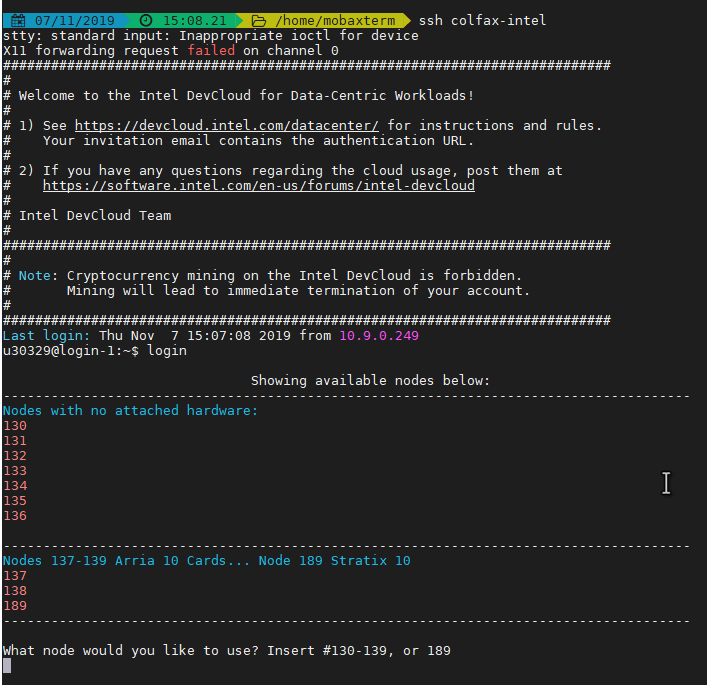 07/11/2019 15:08.21 /home/mobaxterm ssh colfax-intel
stty: standard input: Inappropriate ioctl for device
X11 forwarding request failed on channel 0
############################################################################
#
# Welcome to the Intel DevCloud for Data-Centric Workloads!
#
# 1) See https://devcloud.intel.com/datacenter/ for instructions and rules.
#    Your invitation email contains the authentication URL.
#
# 2) If you have any questions regarding the cloud usage, post them at
#    https://software.intel.com/en-us/forums/intel-devcloud
#
# Intel DevCloud Team
#
############################################################################
#
# Note: Cryptocurrency mining on the Intel DevCloud is forbidden.
#       Mining will lead to immediate termination of your account.
#
############################################################################
Last login: Thu Nov  7 15:07:08 2019 from 10.9.0.249
u30329@login-1:~$ login
Showing available nodes below:
--------------------------------------------------------------------------------------
Nodes with no attached hardware:
130
131
132
133
134
135
136
--------------------------------------------------------------------------------------
Nodes 137-139 Arria 10 Cards... Node 189 Stratix 10
137
138
189
--------------------------------------------------------------------------------------
What node would you like to use? Insert #130-139, or 189